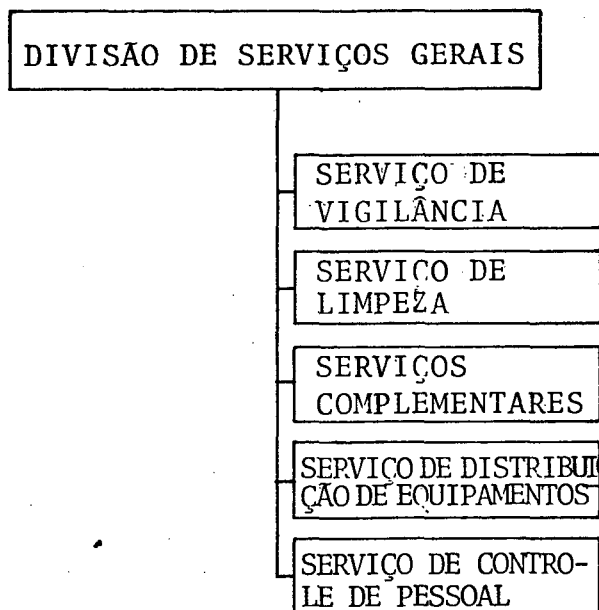 DIVISÃO DE SERVIÇOS GERAIS
SERVIÇO DE
VIGILÂNCIA
SERVIÇO DE
LIMPEZA
SERVIÇOS
COMPLEMENTARES
SERVIÇO DE DISTRIBUI
ÇÃO DE EQUIPAMENTOS
SERVIÇO DE CONTRO-
LE DE PESSOAL